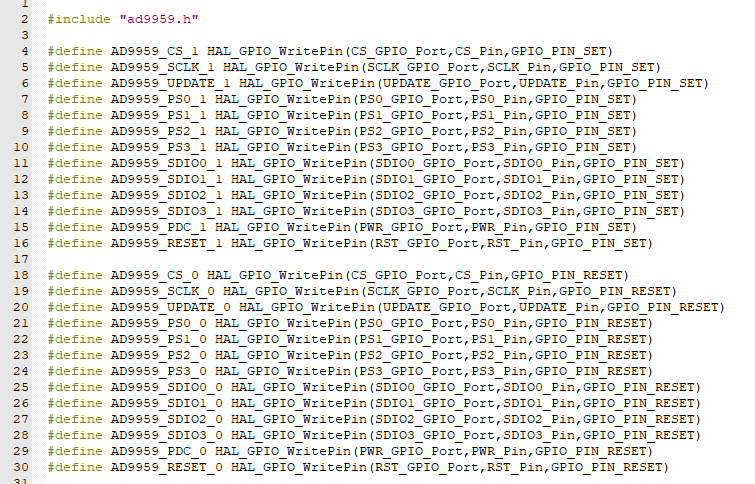 1
2 #include "ad9959.h"
3
4 #define AD9959_CS_1 HAL_GPIO_WritePin(CS_GPIO_Port,CS_Pin,GPIO_PIN_SET)
5 #define AD9959_SCLK_1 HAL_GPIO_WritePin(SCLK_GPIO_Port,SCLK_Pin,GPIO_PIN_SET)
6 #define AD9959_UPDATE_1 HAL_GPIO_WritePin(UPDATE_GPIO_Port,UPDATE_Pin,GPIO_PIN_SET)
7 #define AD9959_PS0_1 HAL_GPIO_WritePin(PS0_GPIO_Port,PS0_Pin,GPIO_PIN_SET)
8 #define AD9959_PS1_1 HAL_GPIO_WritePin(PS1_GPIO_Port,PS1_Pin,GPIO_PIN_SET)
9 #define AD9959_PS2_1 HAL_GPIO_WritePin(PS2_GPIO_Port,PS2_Pin,GPIO_PIN_SET)
10 #define AD9959_PS3_1 HAL_GPIO_WritePin(PS3_GPIO_Port,PS3_Pin,GPIO_PIN_SET)
11 #define AD9959_SDIO0_1 HAL_GPIO_WritePin(SDIO0_GPIO_Port,SDIO0_Pin,GPIO_PIN_SET)
12 #define AD9959_SDIO1_1 HAL_GPIO_WritePin(SDIO1_GPIO_Port,SDIO1_Pin,GPIO_PIN_SET)
13 #define AD9959_SDIO2_1 HAL_GPIO_WritePin(SDIO2_GPIO_Port,SDIO2_Pin,GPIO_PIN_SET)
14 #define AD9959_SDIO3_1 HAL_GPIO_WritePin(SDIO3_GPIO_Port,SDIO3_Pin,GPIO_PIN_SET)
15 #define AD9959_PDC_1 HAL_GPIO_WritePin(PWR_GPIO_Port,PWR_Pin,GPIO_PIN_SET)
16 #define AD9959_RESET_1 HAL_GPIO_WritePin(RST_GPIO_Port,RST_Pin,GPIO_PIN_SET)
17
18 #define AD9959_CS_0 HAL_GPIO_WritePin(CS_GPIO_Port,CS_Pin,GPIO_PIN_RESET)
19 #define AD9959_SCLK_0 HAL_GPIO_WritePin(SCLK_GPIO_Port,SCLK_Pin,GPIO_PIN_RESET)
20 #define AD9959_UPDATE_0 HAL_GPIO_WritePin(UPDATE_GPIO_Port,UPDATE_Pin,GPIO_PIN_RESET)
21 #define AD9959_PS0_0 HAL_GPIO_WritePin(PS0_GPIO_Port,PS0_Pin,GPIO_PIN_RESET)
22 #define AD9959_PS1_0 HAL_GPIO_WritePin(PS1_GPIO_Port,PS1_Pin,GPIO_PIN_RESET)
23 #define AD9959_PS2_0 HAL_GPIO_WritePin(PS2_GPIO_Port,PS2_Pin,GPIO_PIN_RESET)
24 #define AD9959_PS3_0 HAL_GPIO_WritePin(PS3_GPIO_Port,PS3_Pin,GPIO_PIN_RESET)
25 #define AD9959_SDIO0_0 HAL_GPIO_WritePin(SDIO0_GPIO_Port,SDIO0_Pin,GPIO_PIN_RESET)
26 #define AD9959_SDIO1_0 HAL_GPIO_WritePin(SDIO1_GPIO_Port,SDIO1_Pin,GPIO_PIN_RESET)
27 #define AD9959_SDIO2_0 HAL_GPIO_WritePin(SDIO2_GPIO_Port,SDIO2_Pin,GPIO_PIN_RESET)
28 #define AD9959_SDIO3_0 HAL_GPIO_WritePin(SDIO3_GPIO_Port,SDIO3_Pin,GPIO_PIN_RESET)
29 #define AD9959_PDC_0 HAL_GPIO_WritePin(PWR_GPIO_Port,PWR_Pin,GPIO_PIN_RESET)
30 #define AD9959_RESET_0 HAL_GPIO_WritePin(RST_GPIO_Port,RST_Pin,GPIO_PIN_RESET)
31